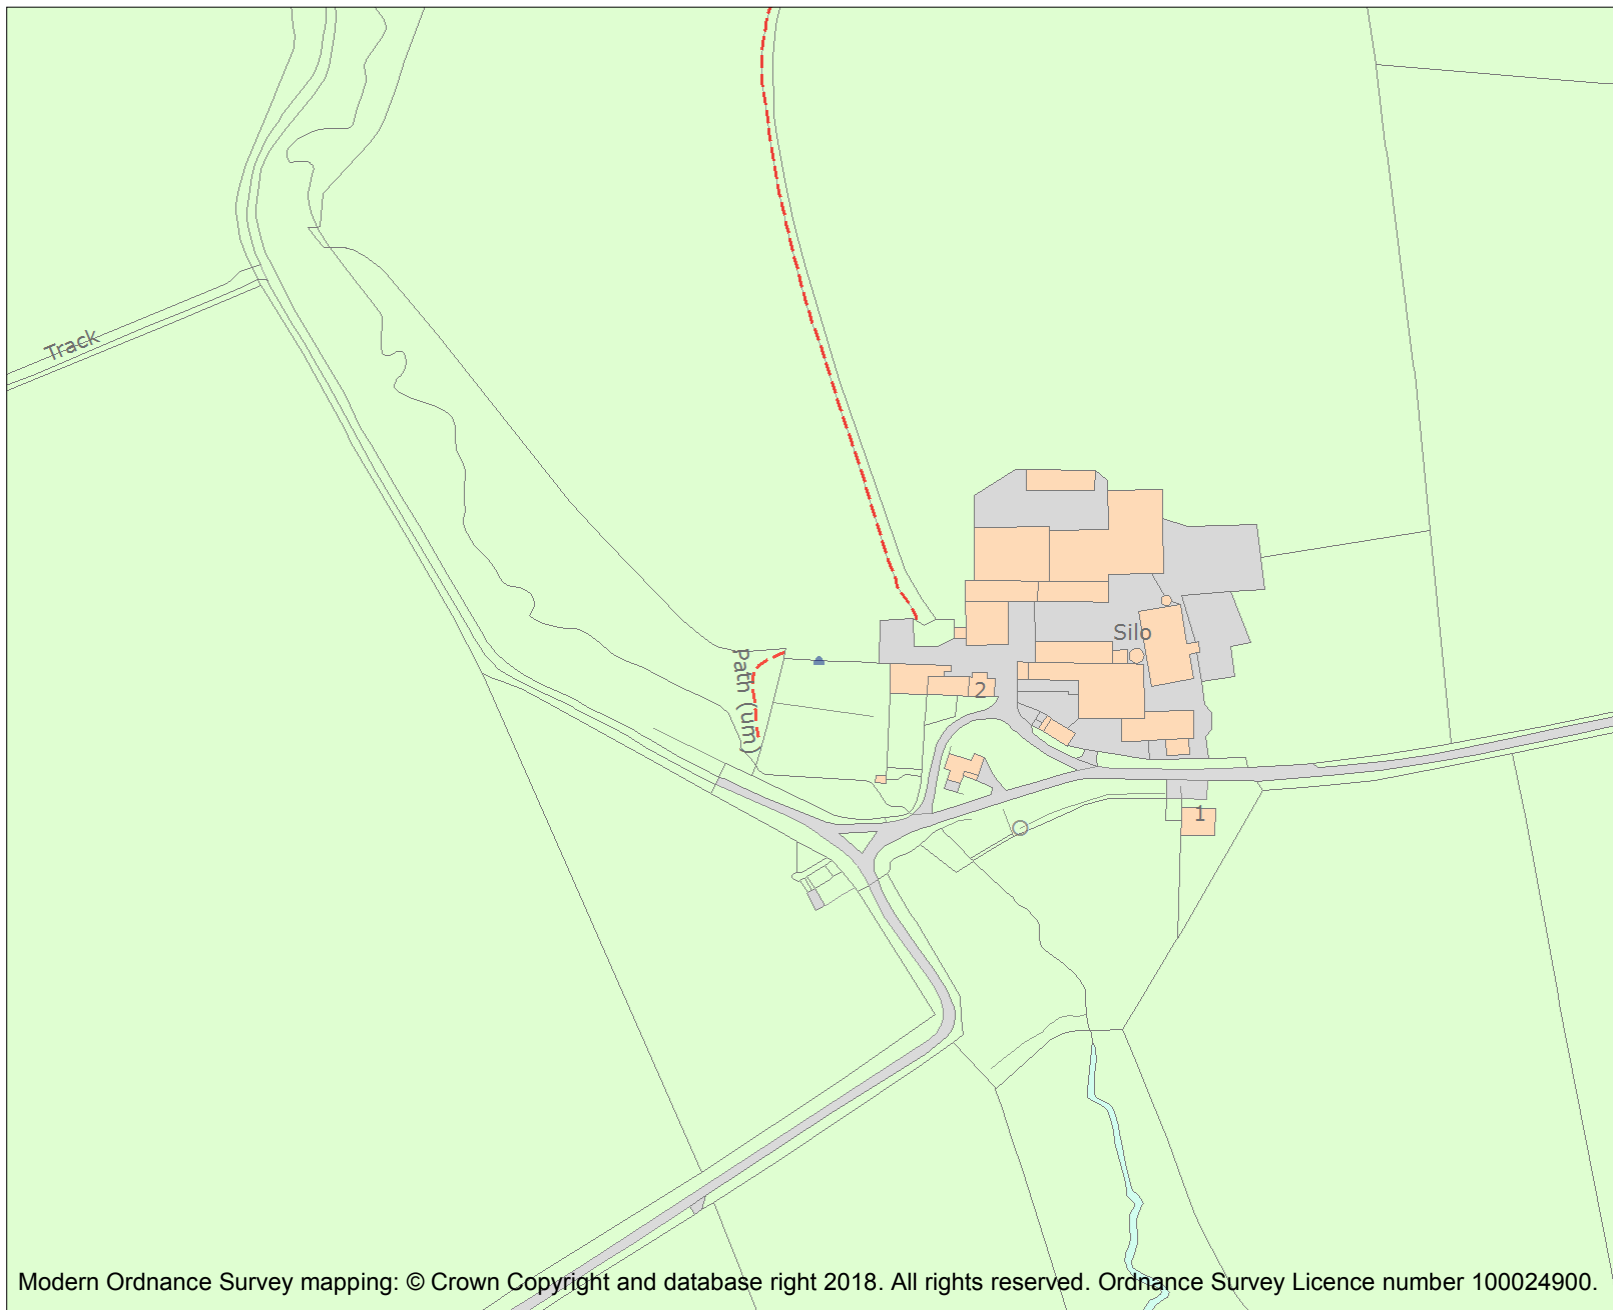 Track
Silo
Path (um)
2
1
Modern Ordnance Survey mapping: © Crown Copyright and database right 2018. All rights reserved. Ordnance Survey Licence number 100024900.